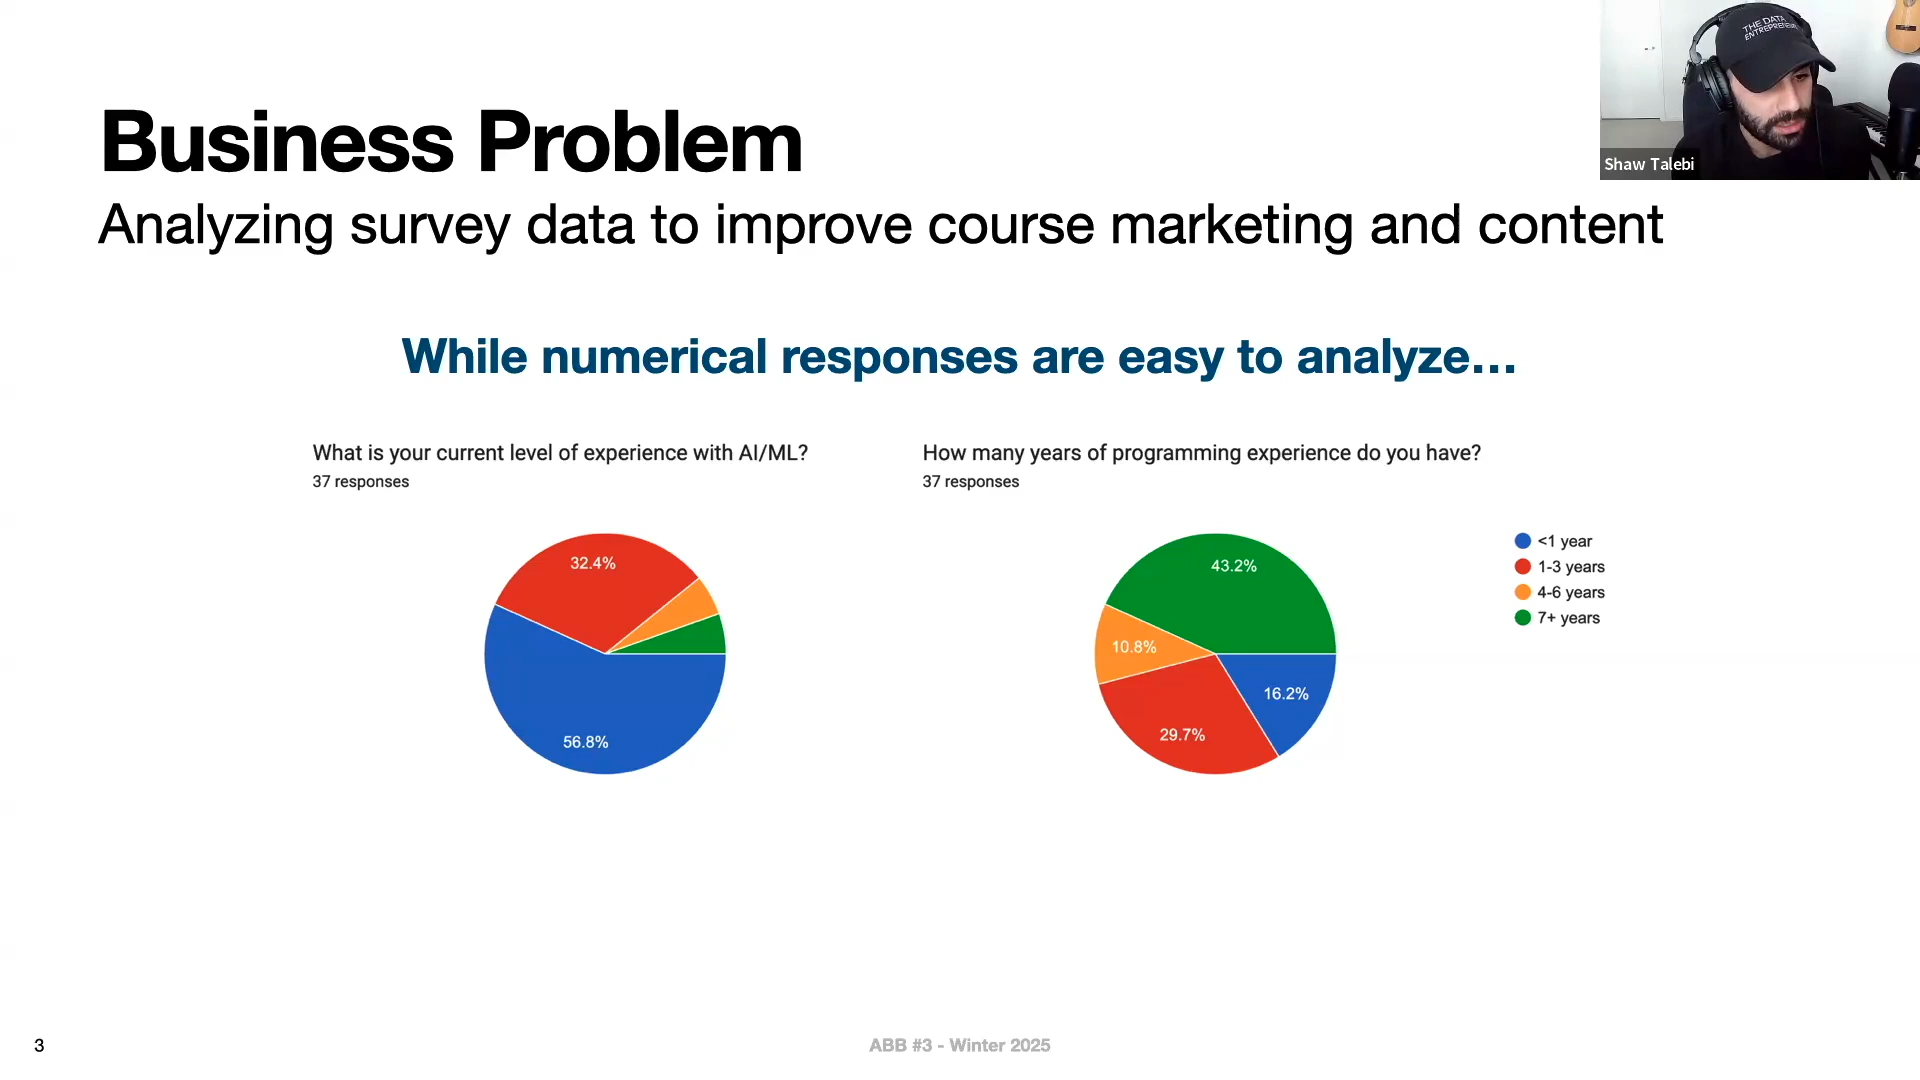 Business Problem
Analyzing survey data to improve course marketing and content
THE DATA
ENTREPRENEURS
Shaw Talebi
While numerical responses are easy to analyze…
What is your current level of experience with AI/ML?
37 responses
32.4%
56.8%
How many years of programming experience do you have?
37 responses
43.2%
10.8%
16.2%
29.7%
<1 year
1-3 years
4-6 years
7+ years
3
ABB #3 - Winter 2025